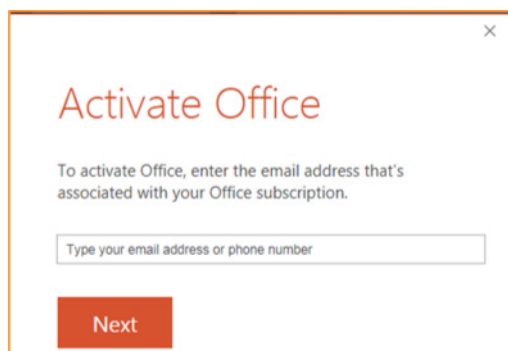 Activate Office
To activate Office, enter the email address that's
associated with your Office subscription.
Type your email address or phone number
Next